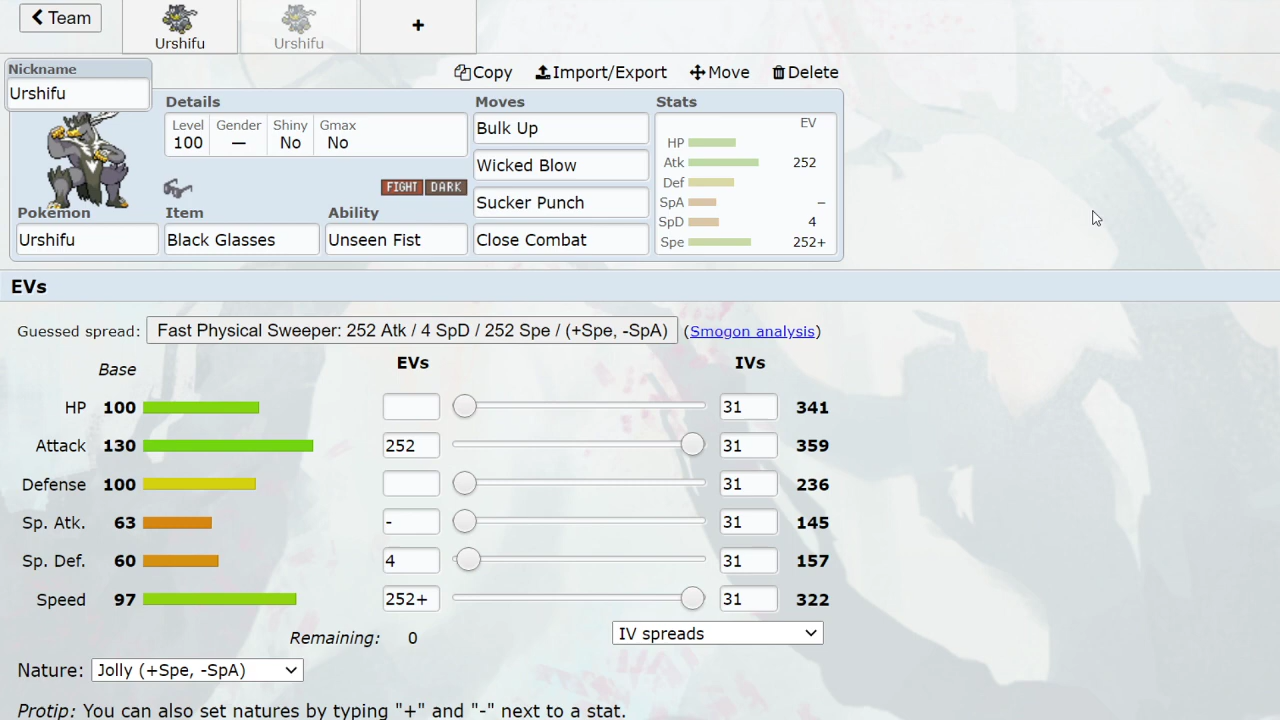 Team
Urshifu
Urshifu
+
Nickname
Urshifu
Copy
Import/Export
Move
Delete
Details
Level
100
Gender
—
Shiny
No
Gmax
No
FIGHT DARK
Pokémon
Urshifu
Item
Black Glasses
Ability
Unseen Fist
Moves
Bulk Up
Wicked Blow
Sucker Punch
Close Combat
Stats
EV
HP
Atk 252
Def
SpA –
SpD 4
Spe 252+
EVs
Guessed spread: Fast Physical Sweeper: 252 Atk / 4 SpD / 252 Spe / (+Spe, -SpA) (Smogon analysis)
Base EVs IVs
HP 100 31 341
Attack 130 252 31 359
Defense 100 31 236
Sp. Atk. 63 - 31 145
Sp. Def. 60 4 31 157
Speed 97 252+ 31 322
Remaining: 0 IV spreads
Nature: Jolly (+Spe, -SpA)
Protip: You can also set natures by typing "+" and "-" next to a stat.